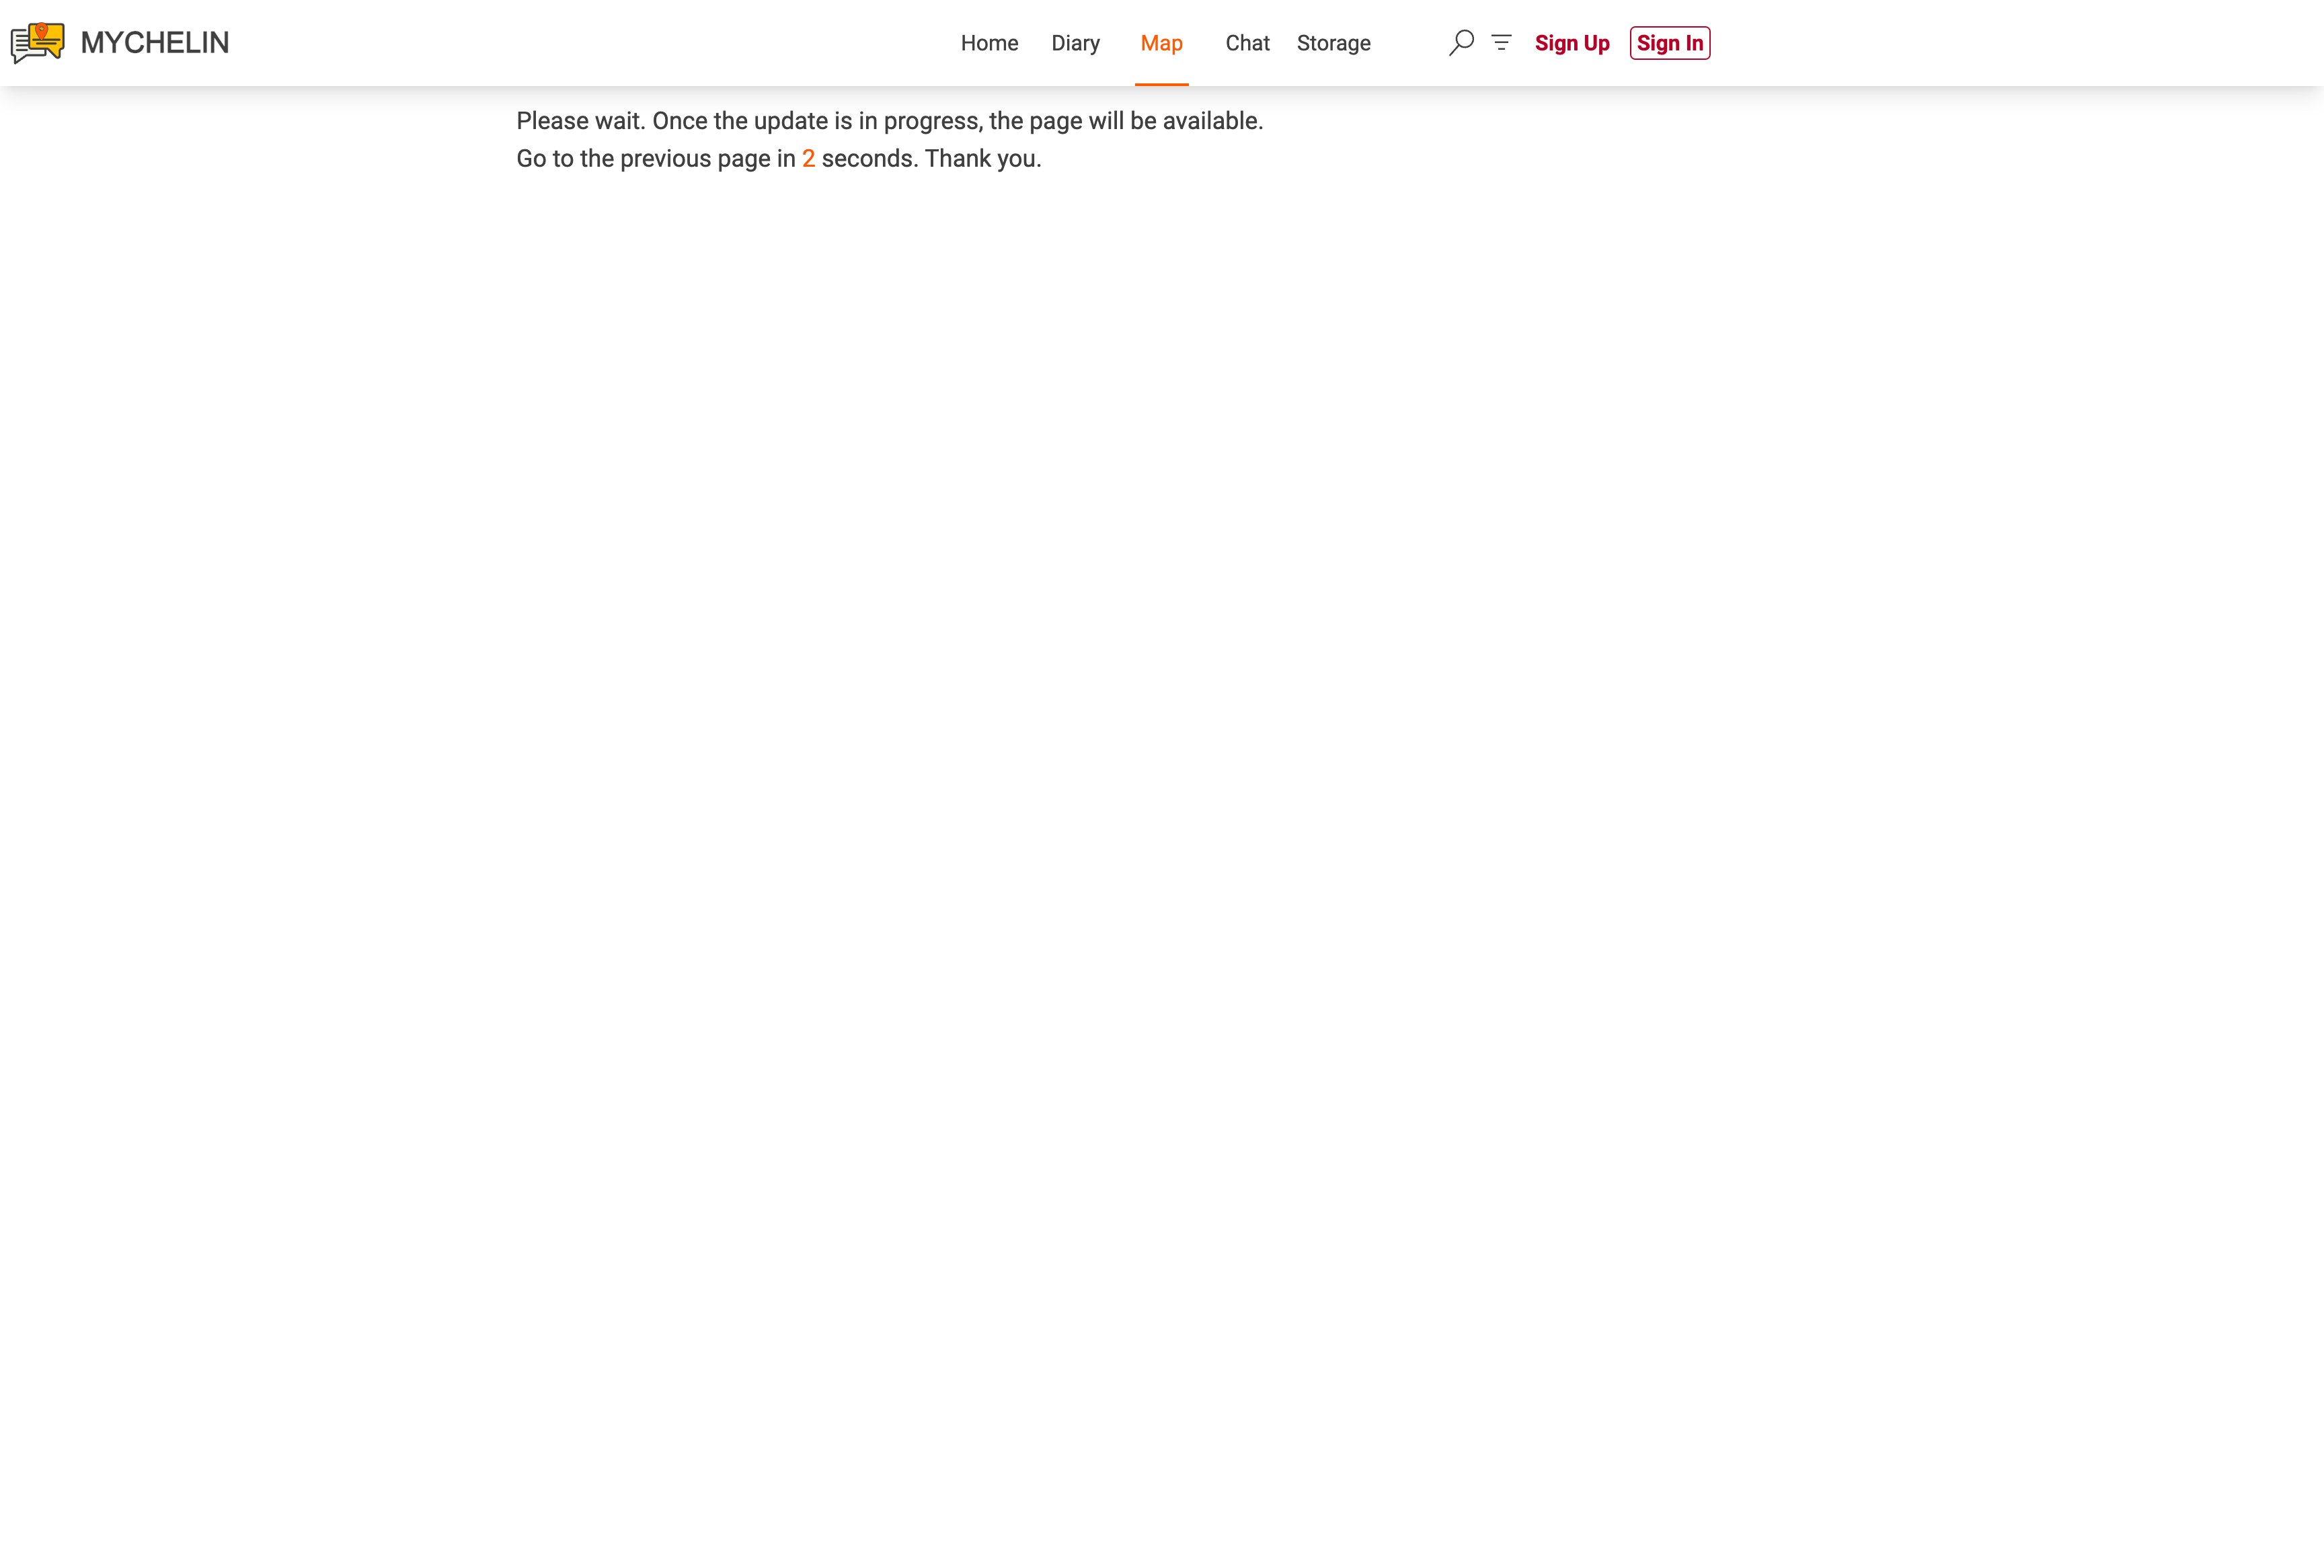 MYCHELIN
Home Diary Map Chat Storage Sign Up Sign In
Please wait. Once the update is in progress, the page will be available.
Go to the previous page in 2 seconds. Thank you.